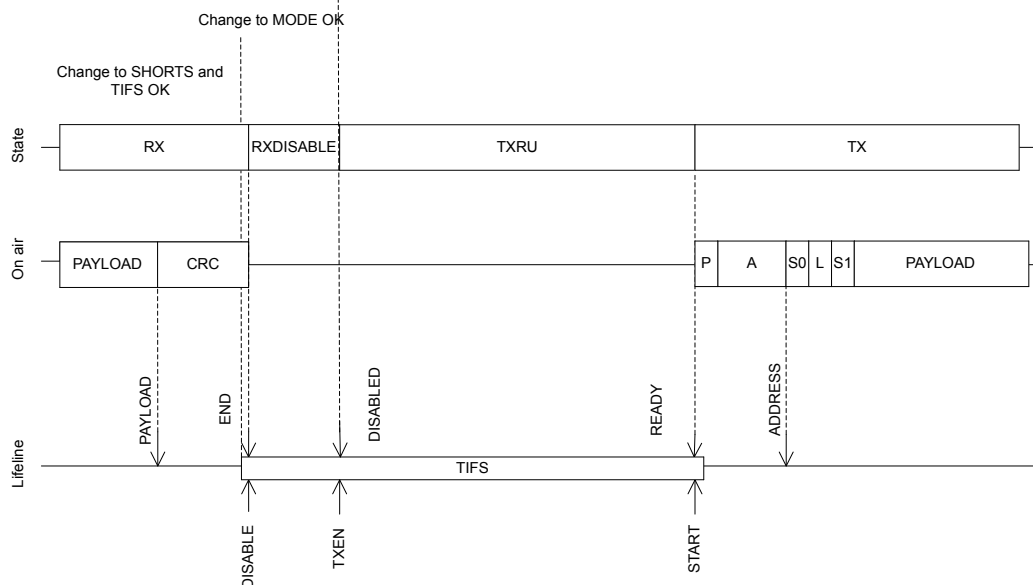 Change to MODE OK
Change to SHORTS and
TIFS OK
State
RX
RXDISABLE
TXRU
TX
On air
PAYLOAD
CRC
P
A
S0
L
S1
PAYLOAD
PAYLOAD
END
DISABLED
READY
ADDRESS
Lifeline
TIFS
DISABLE
TXEN
START